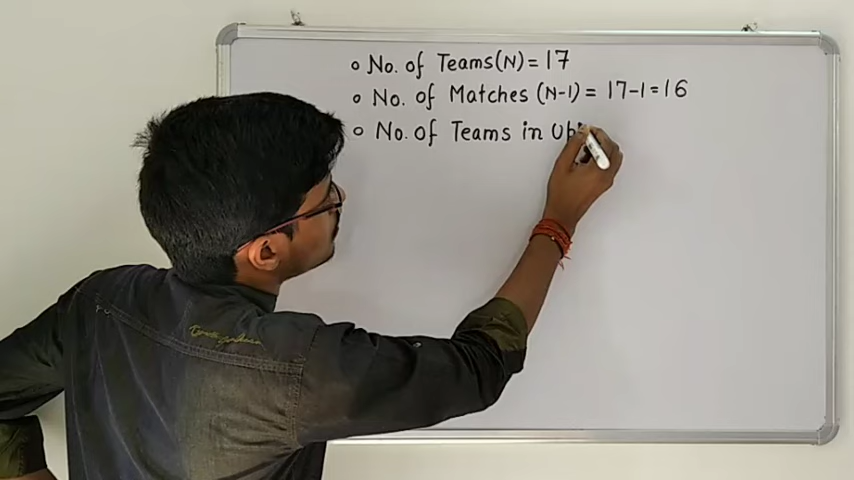 o No. of Teams(N) = 17
o No. of Matches (N-1) = 17-1 = 16
o No. of Teams in